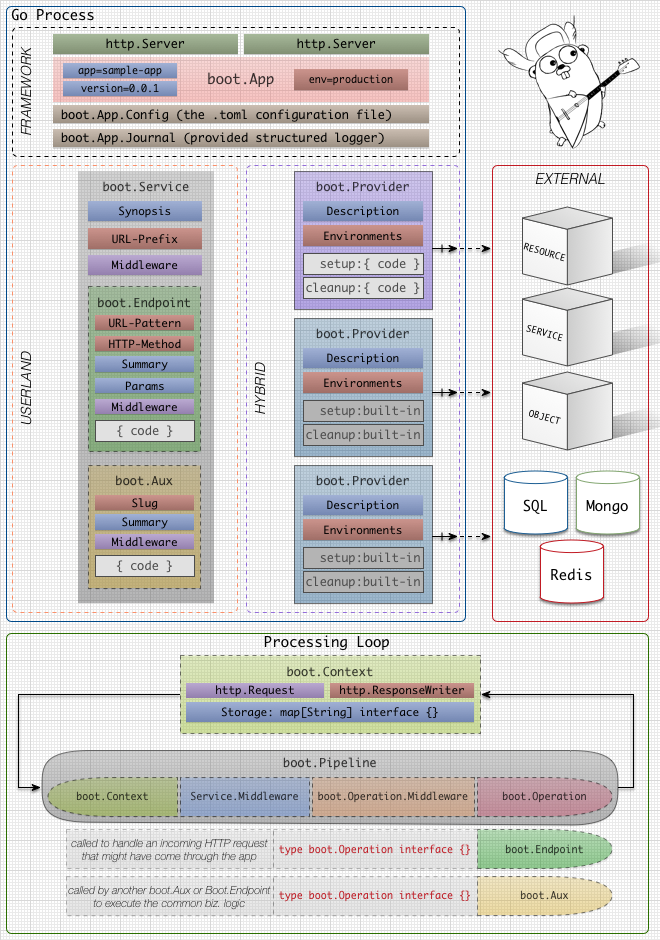 Go Process
FRAMEWORK
http.Server
http.Server
app=sample-app
version=0.0.1
boot.App
env=production
boot.App.Config (the .toml configuration file)
boot.App.Journal (provided structured logger)
USERLAND
boot.Service
Synopsis
URL-Prefix
Middleware
boot.Endpoint
URL-Pattern
HTTP-Method
Summary
Params
Middleware
{ code }
boot.Aux
Slug
Summary
Middleware
{ code }
HYBRID
boot.Provider
Description
Environments
setup:{ code }
cleanup:{ code }
boot.Provider
Description
Environments
setup:built-in
cleanup:built-in
boot.Provider
Description
Environments
setup:built-in
cleanup:built-in
EXTERNAL
RESOURCE
SERVICE
OBJECT
SQL
Mongo
Redis
Processing Loop
boot.Context
http.Request
http.ResponseWriter
Storage: map[String] interface {}
boot.Pipeline
boot.Context
Service.Middleware
boot.Operation.Middleware
boot.Operation
called to handle an incoming HTTP request
that might have come through the app
type boot.Operation interface {}
boot.Endpoint
called by another boot.Aux or Boot.Endpoint
to execute the common biz. logic
type boot.Operation interface {}
boot.Aux